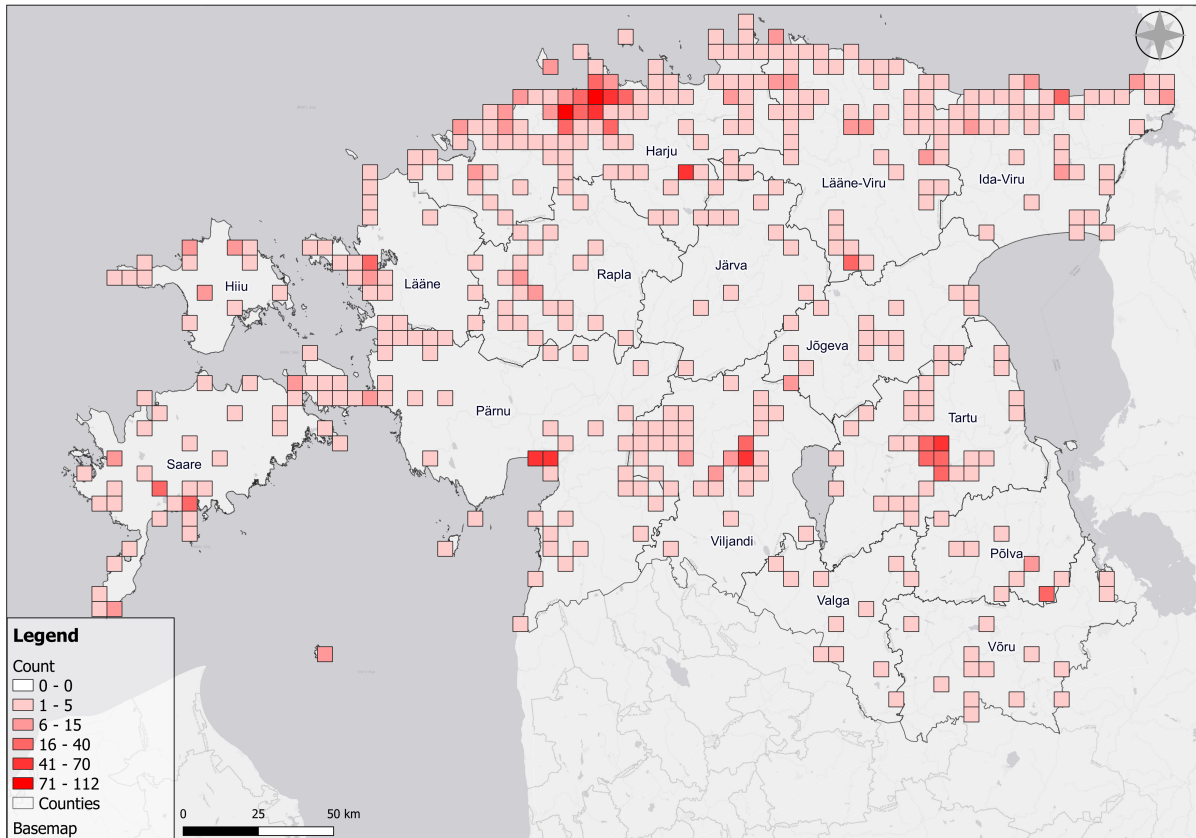 Harju
Lääne-Viru
Ida-Viru
Hiiu
Lääne
Rapla
Järva
Jõgeva
Pärnu
Tartu
Saare
Viljandi
Põlva
Valga
Võru
Legend
Count
0 - 0
1 - 5
6 - 15
16 - 40
41 - 70
71 - 112
Counties
Basemap
0 25 50 km